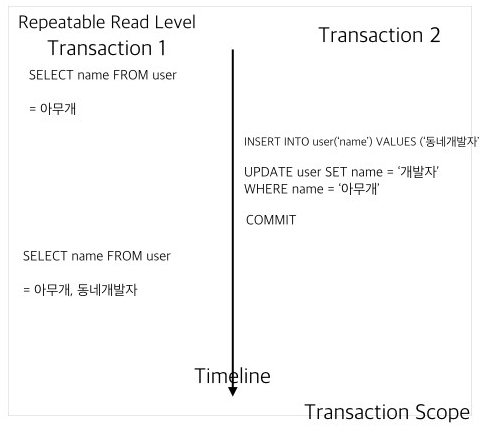 Repeatable Read Level
Transaction 1
Transaction 2
SELECT name FROM user
= 아무개
INSERT INTO user('name') VALUES ('동네개발자'
UPDATE user SET name = '개발자'
WHERE name = '아무개'
COMMIT
SELECT name FROM user
= 아무개, 동네개발자
Timeline
Transaction Scope